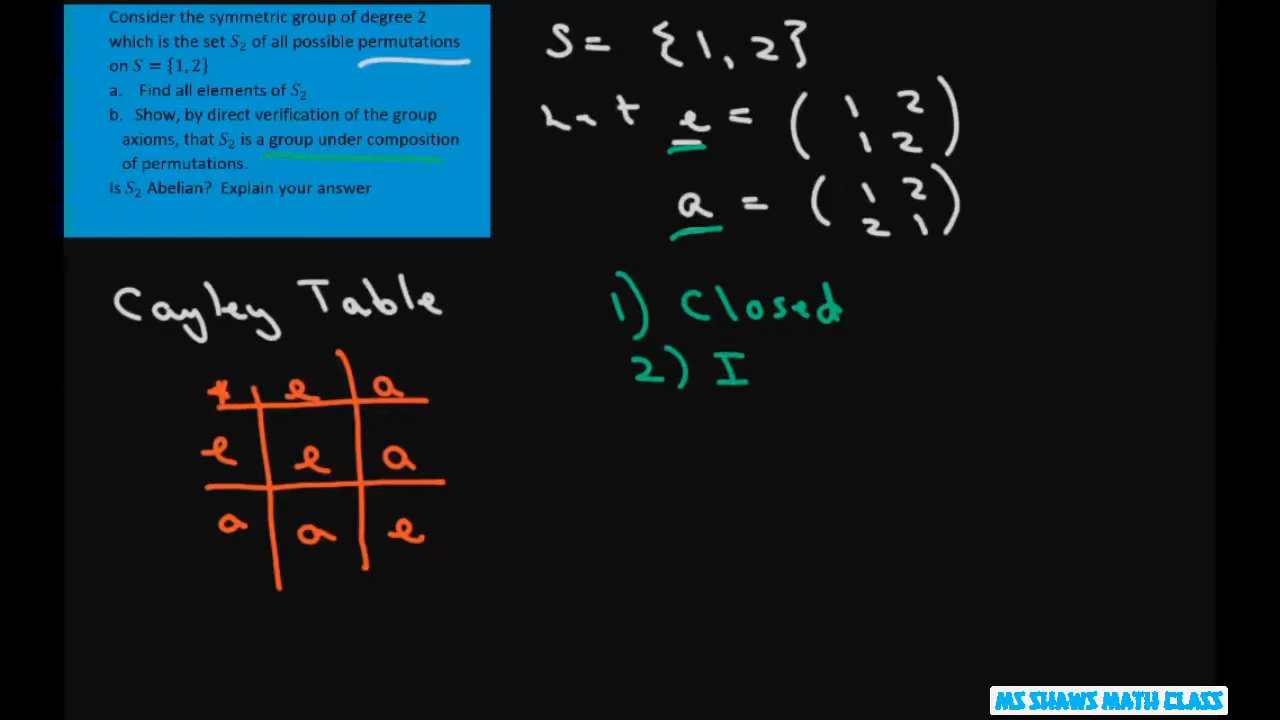 Consider the symmetric group of degree 2
which is the set S₂ of all possible permutations
on S = {1, 2}
a. Find all elements of S₂
b. Show, by direct verification of the group
axioms, that S₂ is a group under composition
of permutations.
Is S₂ Abelian? Explain your answer
S = {1, 2}
Let e = ( 1 2
1 2 )
a = ( 1 2
2 1 )
Cayley Table
* e a
e e a
a a e
1) Closed
2) I
MS SHAWS MATH CLASS